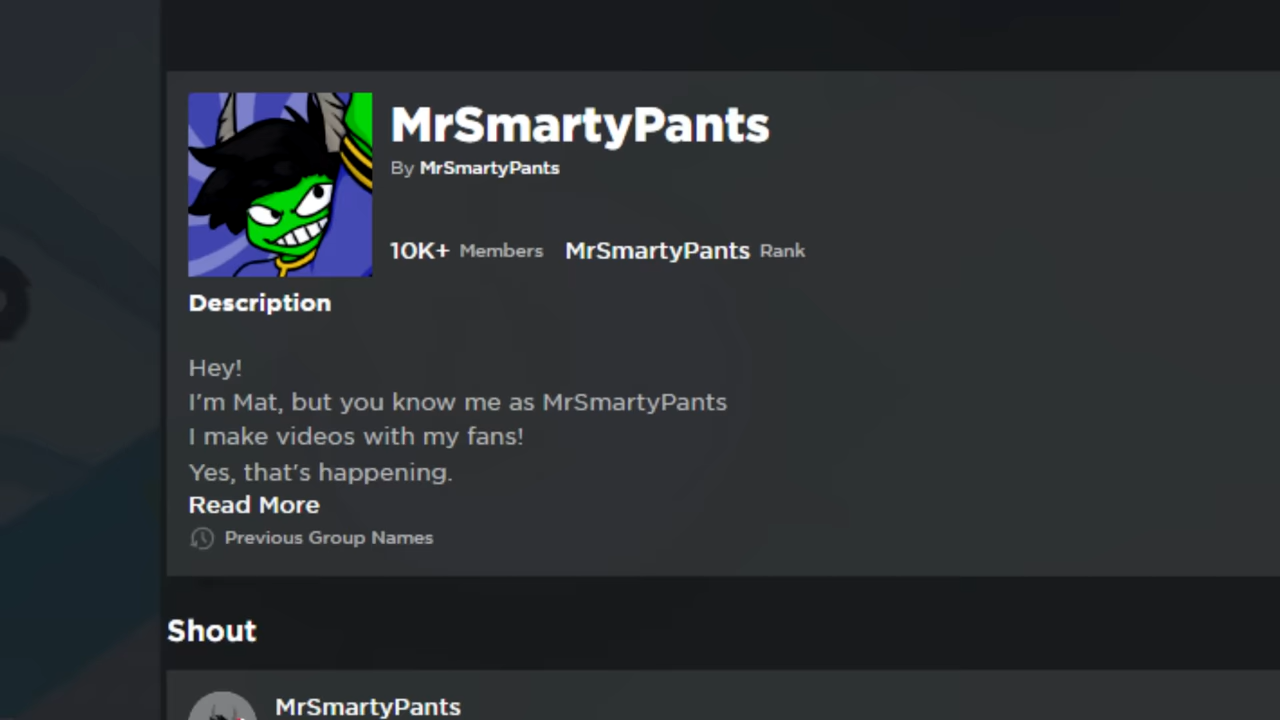 MrSmartyPants
By MrSmartyPants
10K+ Members MrSmartyPants Rank
Description
Hey!
I'm Mat, but you know me as MrSmartyPants
I make videos with my fans!
Yes, that's happening.
Read More
Previous Group Names
Shout
MrSmartyPants